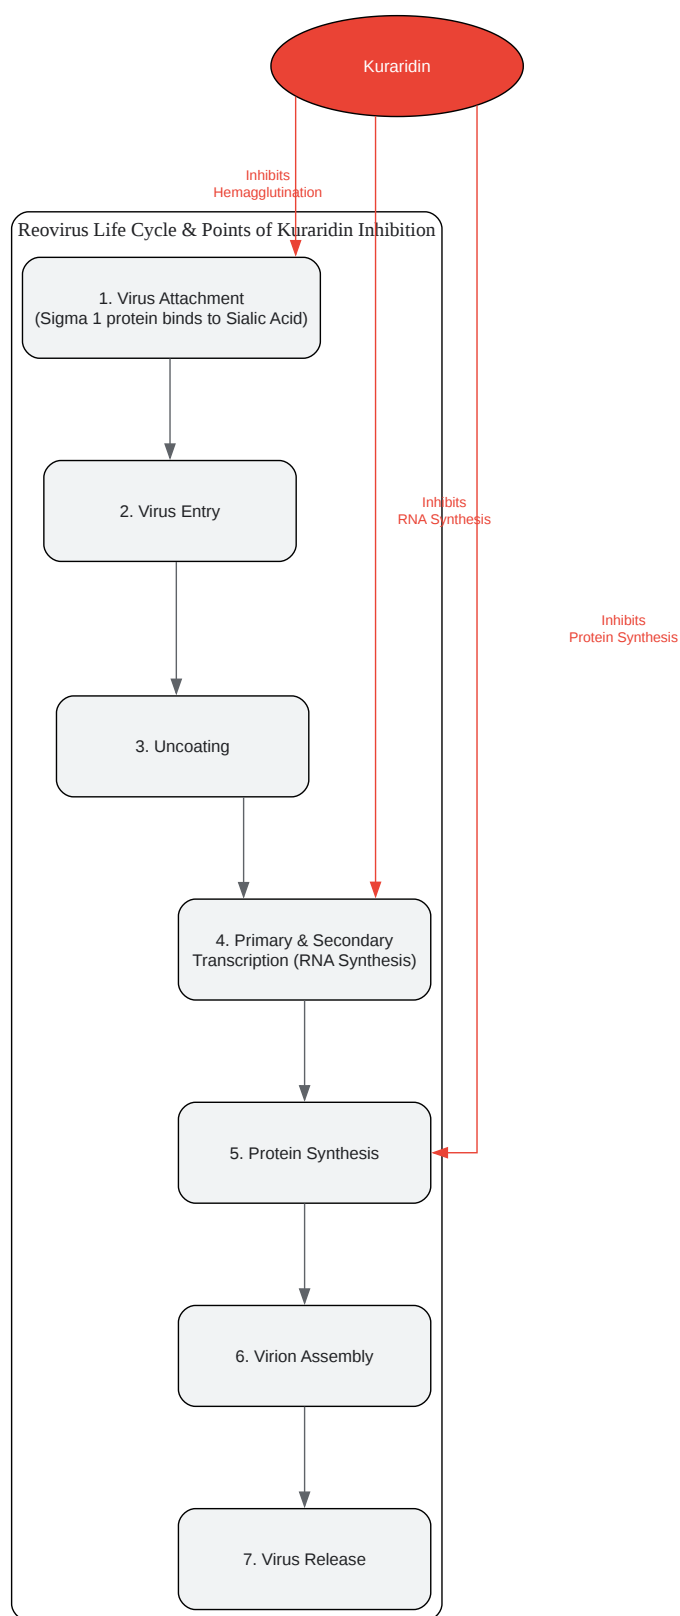 Kuraridin
Inhibits
Hemagglutination
Reovirus Life Cycle & Points of Kuraridin Inhibition
1. Virus Attachment
(Sigma 1 protein binds to Sialic Acid)
Inhibits
RNA Synthesis
2. Virus Entry
Inhibits
Protein Synthesis
3. Uncoating
4. Primary & Secondary
Transcription (RNA Synthesis)
5. Protein Synthesis
6. Virion Assembly
7. Virus Release